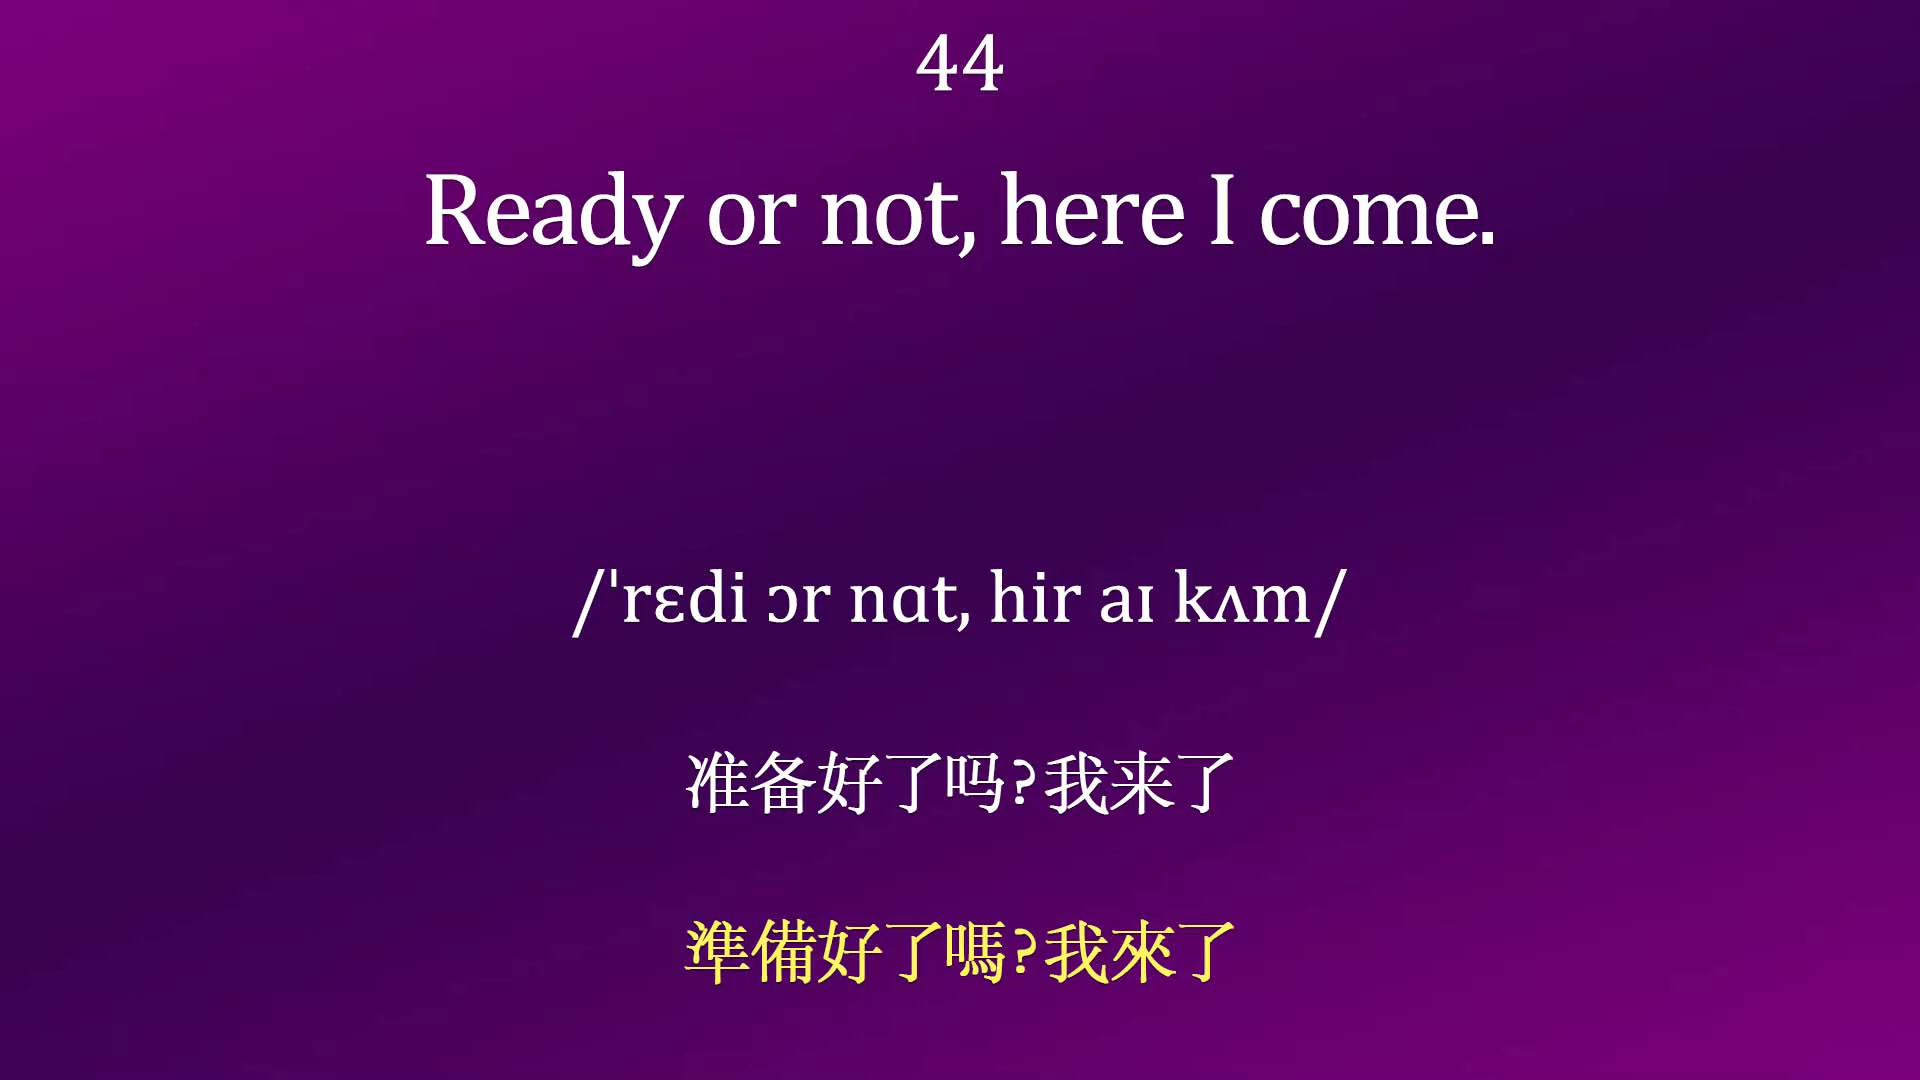 44
Ready or not, here I come.
/ˈrɛdi ɔr nɑt, hir aɪ kʌm/
准备好了吗?我来了
準備好了嗎?我來了